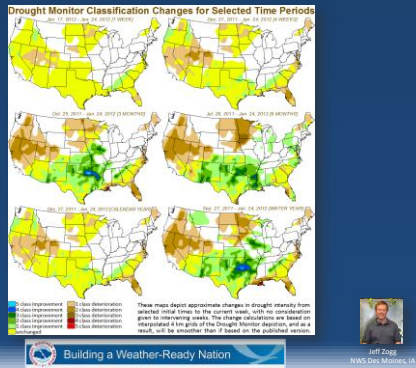 Drought Monitor Classification Changes for Selected Time Periods
Jan. 17, 2012 - Jan. 24, 2012 [1 WEEK]
Dec. 27, 2011 - Jan. 24, 2012 [4 WEEKS]
Oct. 25, 2011 - Jan. 24, 2012 [3 MONTHS]
Jul. 26, 2011 - Jan. 24, 2012 [6 MONTHS]
2012 [CALENDAR YEAR]
Sep. 27, 2011 - Jan. 24, 2012 [WATER YEAR]
5 class improvement
4 class improvement
3 class improvement
2 class improvement
1 class improvement
unchanged
1 class deterioration
2 class deterioration
3 class deterioration
4 class deterioration
5 class deterioration
These maps depict approximate changes in drought intensity from
selected initial times to the current week, with no consideration
given to intervening weeks. The change calculations are based on
interpolated 4 km grids of the Drought Monitor depiction, and as a
result, will be smoother than if based on the published version.
Building a Weather-Ready Nation
Jeff Zogg
NWS Des Moines, IA